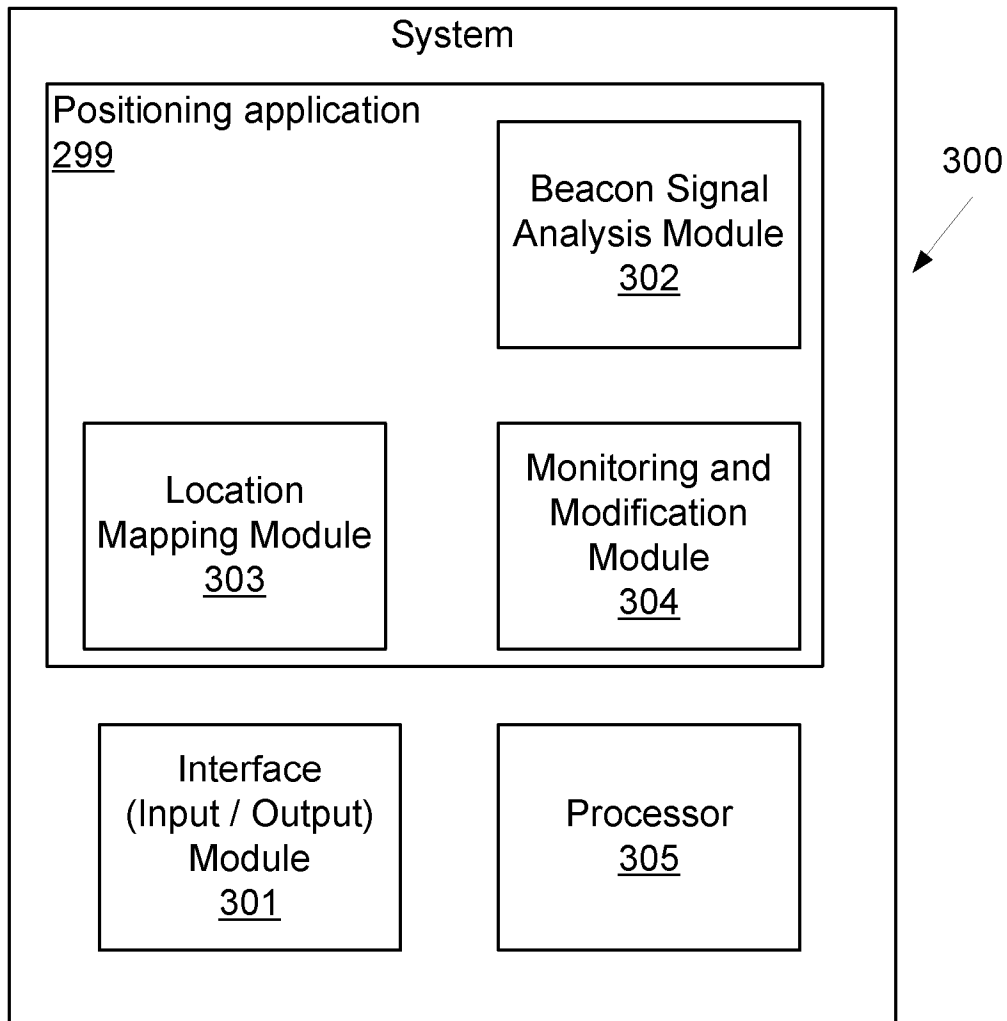 System
Positioning application
299
300
Beacon Signal
Analysis Module
302
Location
Mapping Module
303
Monitoring and
Modification
Module
304
Interface
(Input / Output)
Module
301
Processor
305